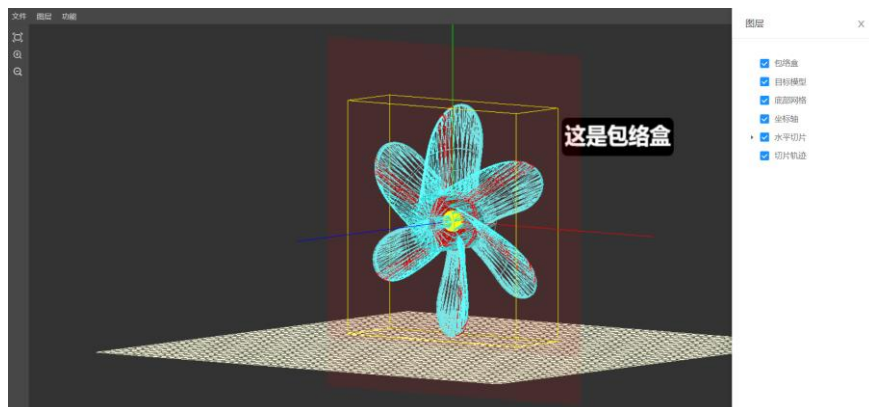 文件 图层 功能
图层 X
包络盒
目标模型
底部网格
坐标轴
水平切片
切片轨迹
这是包络盒